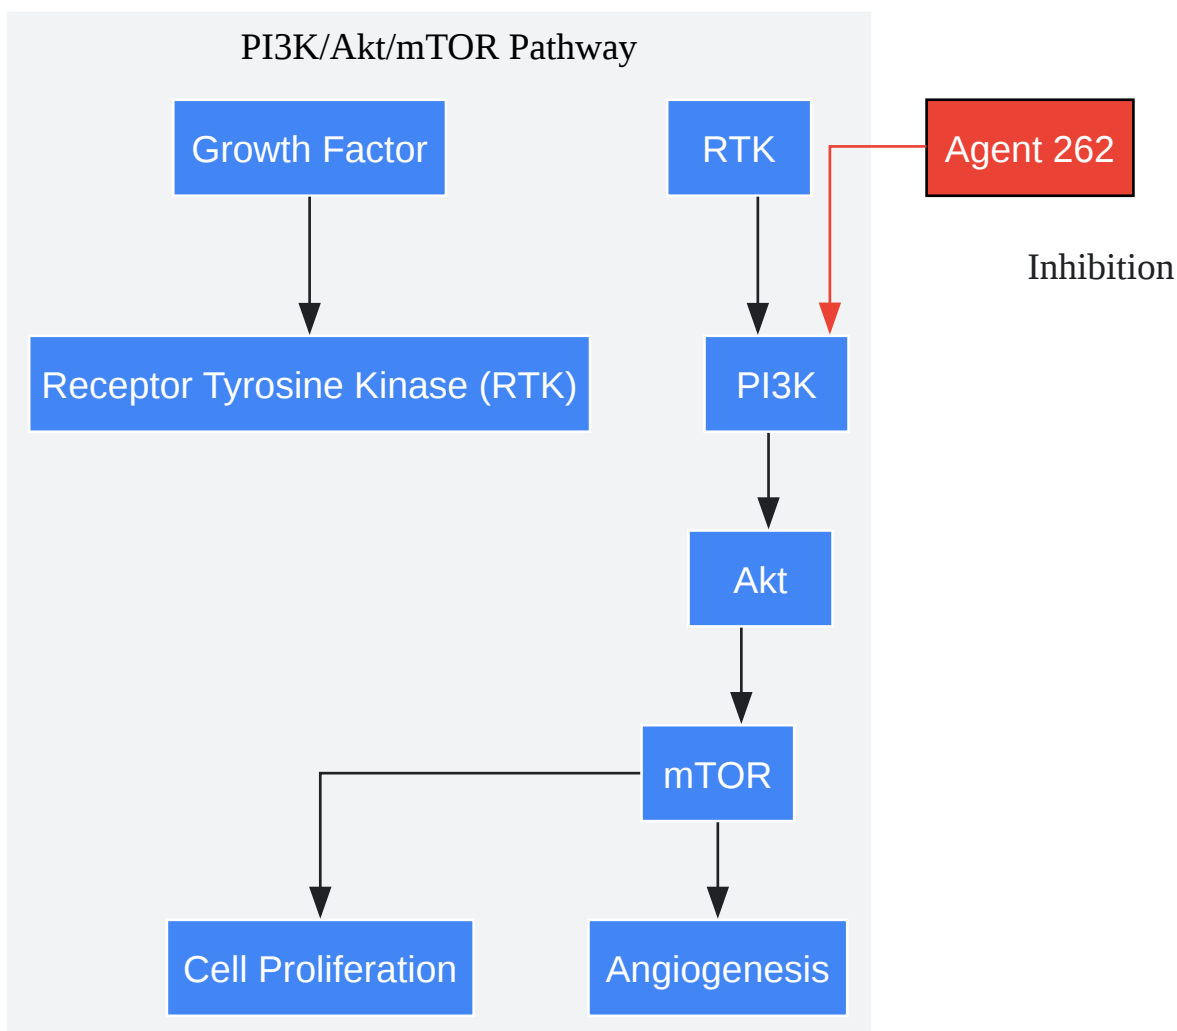 PI3K/Akt/mTOR Pathway
Growth Factor
RTK
Agent 262
Inhibition
Receptor Tyrosine Kinase (RTK)
PI3K
Akt
mTOR
Cell Proliferation
Angiogenesis